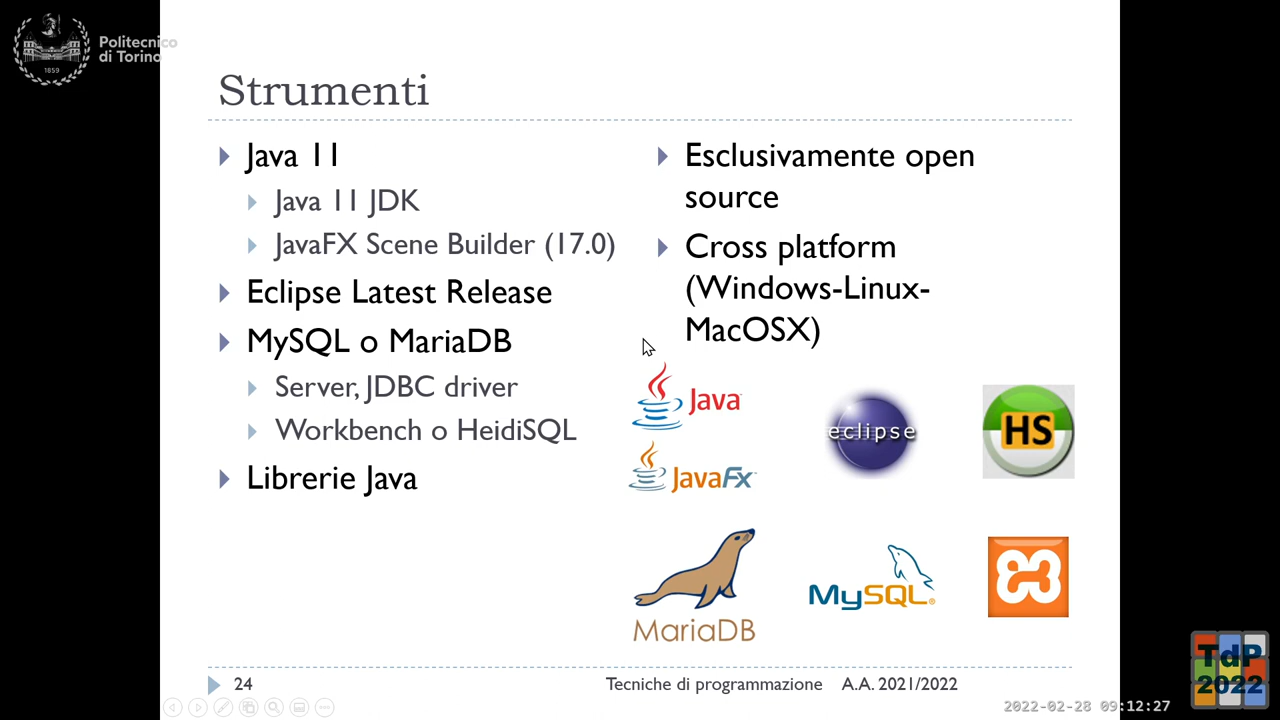 Politecnico
di Torino
1859
Strumenti
Java 11
Java 11 JDK
JavaFX Scene Builder (17.0)
Eclipse Latest Release
MySQL o MariaDB
Server, JDBC driver
Workbench o HeidiSQL
Librerie Java
Esclusivamente open
source
Cross platform
(Windows-Linux-
MacOSX)
Java
eclipse
HS
JavaFx
MariaDB
MySQL®
24
Tecniche di programmazione A.A. 2021/2022
TdP
2022
2022-02-28 09:12:27